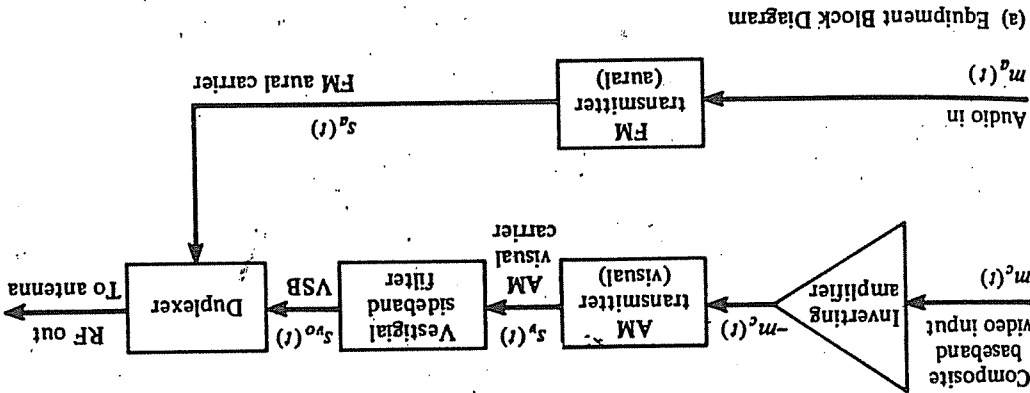 Composite
baseband
video input
m_c(t)
Inverting
amplifier
-m_c(t)
AM
transmitter
(visual)
s_v(t)
AM
visual
carrier
Vestigial
sideband
filter
s_vo(t)
VSB
Duplexer
RF out
To antenna
Audio in
m_a(t)
FM
transmitter
(aural)
s_a(t)
FM aural carrier
(a) Equipment Block Diagram